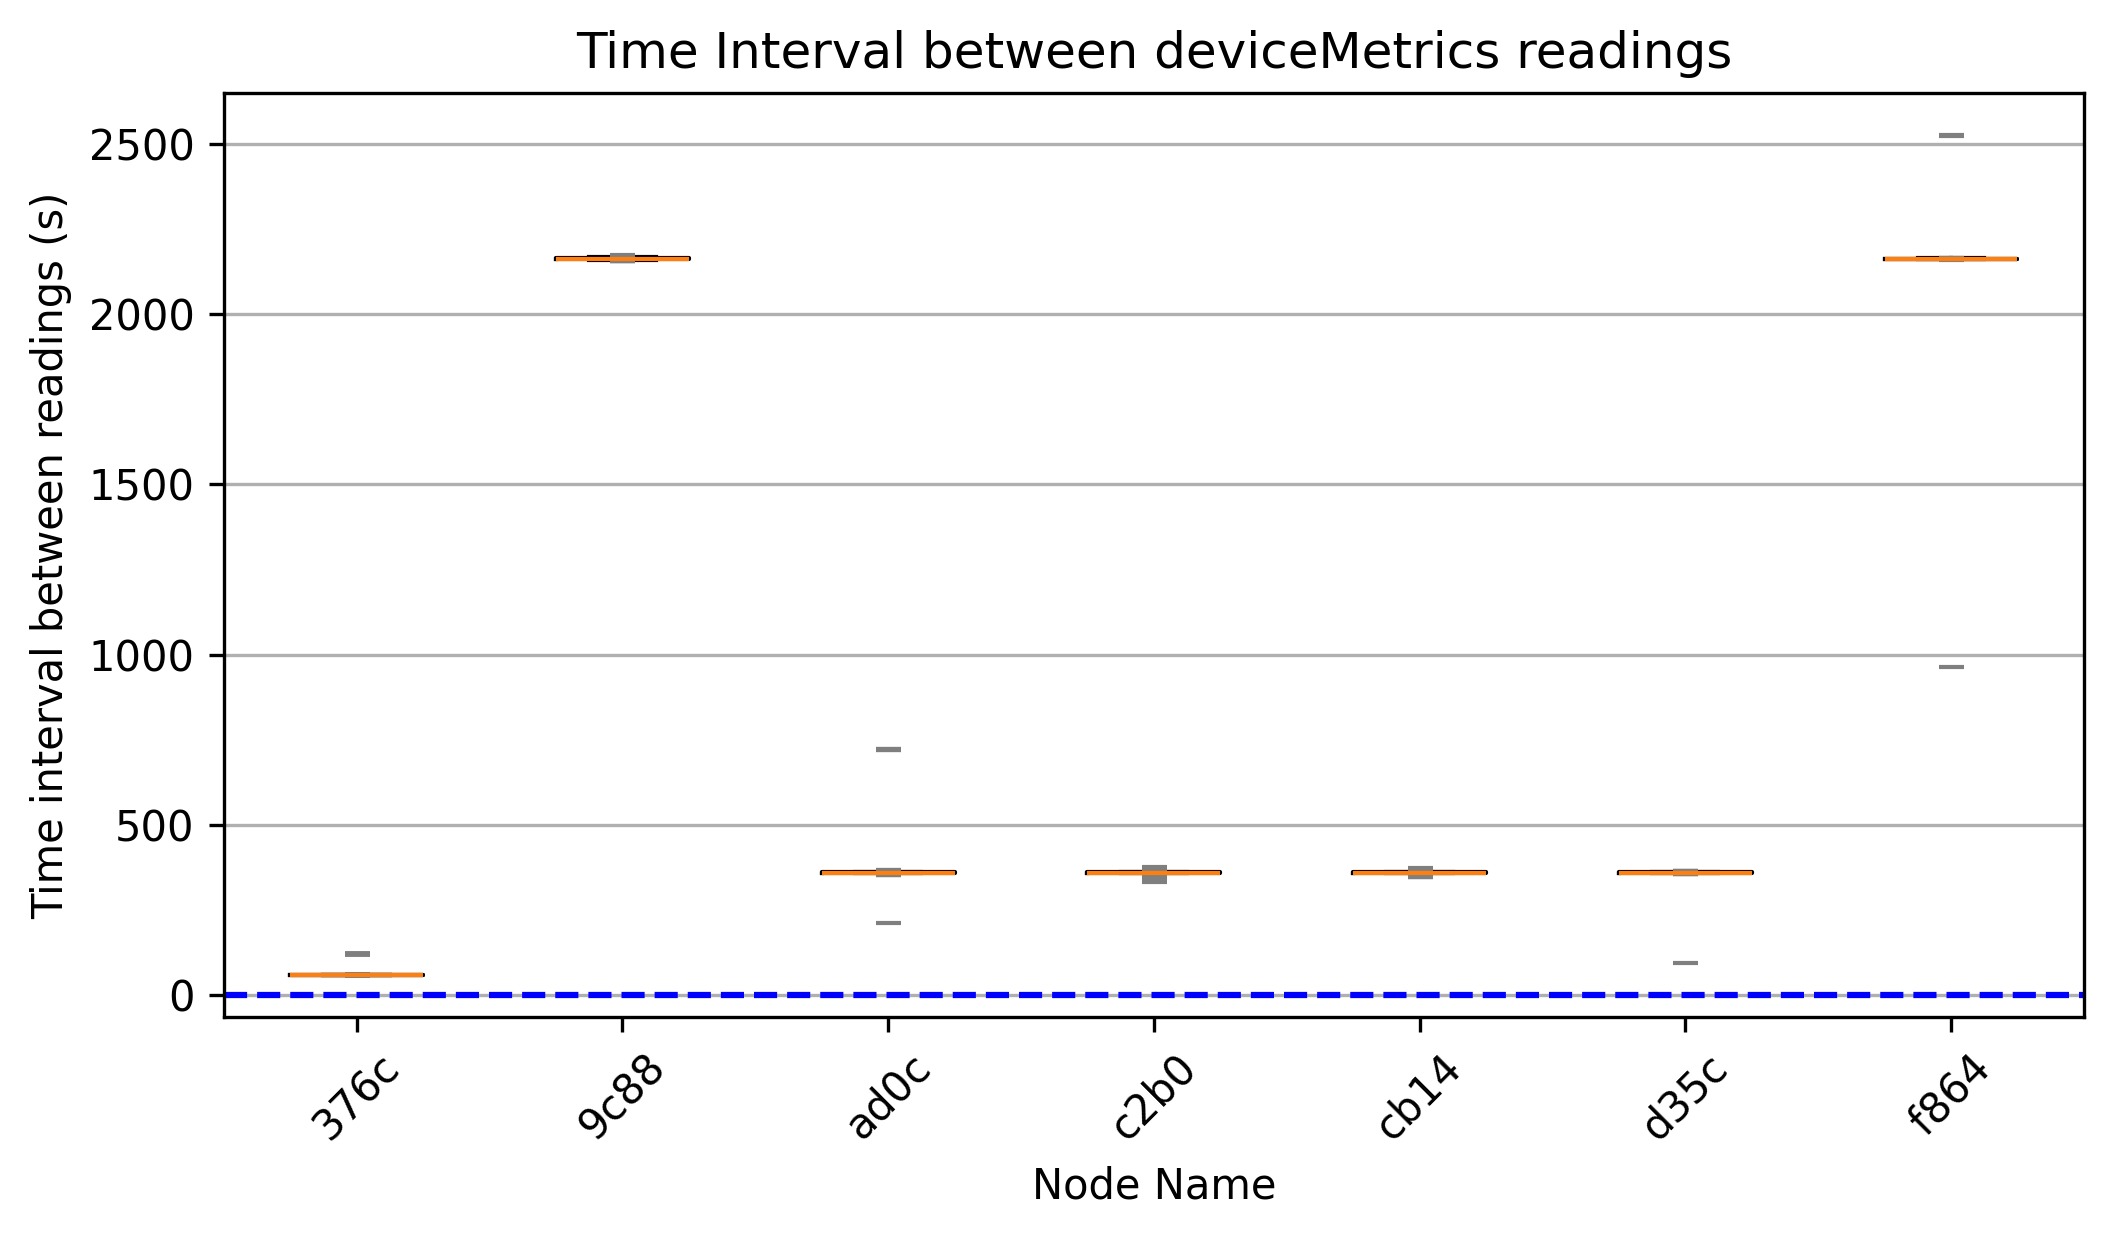 Time Interval between deviceMetrics readings
Time interval between readings (s)
2500
2000
1500
1000
500
0
376c
9c88
ad0c
c2b0
cb14
d35c
f864
Node Name